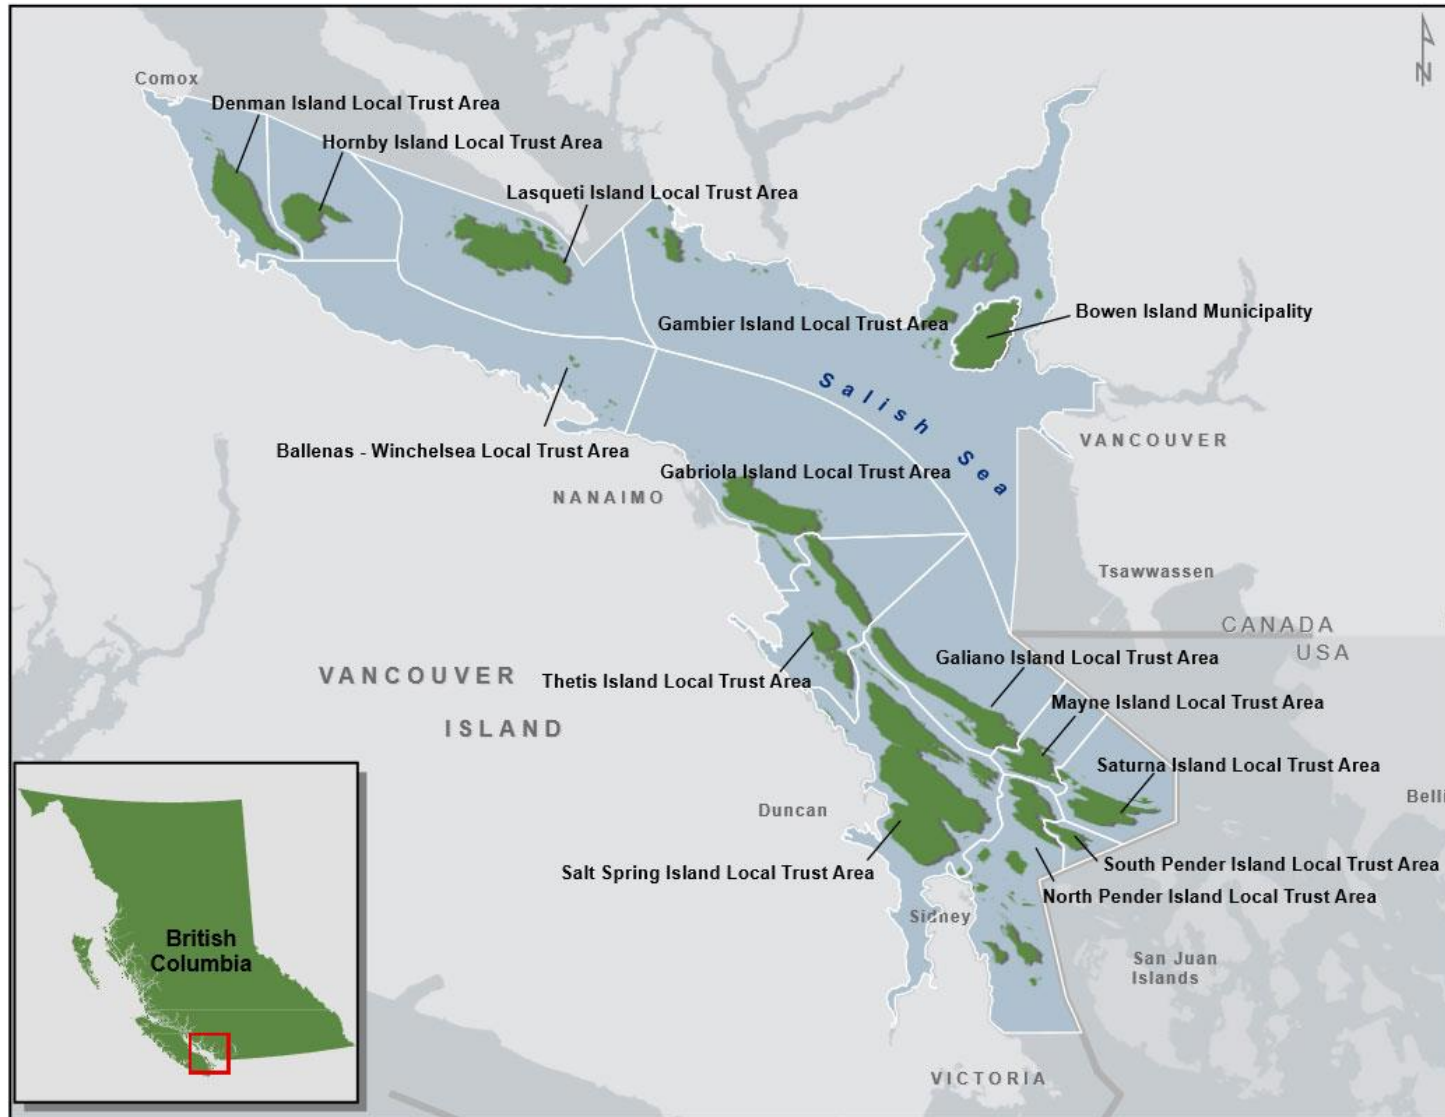 N
Comox
Denman Island Local Trust Area
Hornby Island Local Trust Area
Lasqueti Island Local Trust Area
Gambier Island Local Trust Area
Bowen Island Municipality
Salish Sea
VANCOUVER
Ballenas - Winchelsea Local Trust Area
Gabriola Island Local Trust Area
NANAIMO
Tsawwassen
CANADA
USA
Galiano Island Local Trust Area
VANCOUVER
ISLAND
Thetis Island Local Trust Area
Mayne Island Local Trust Area
Saturna Island Local Trust Area
Belli
Duncan
Salt Spring Island Local Trust Area
South Pender Island Local Trust Area
North Pender Island Local Trust Area
Sidney
San Juan
Islands
British
Columbia
VICTORIA